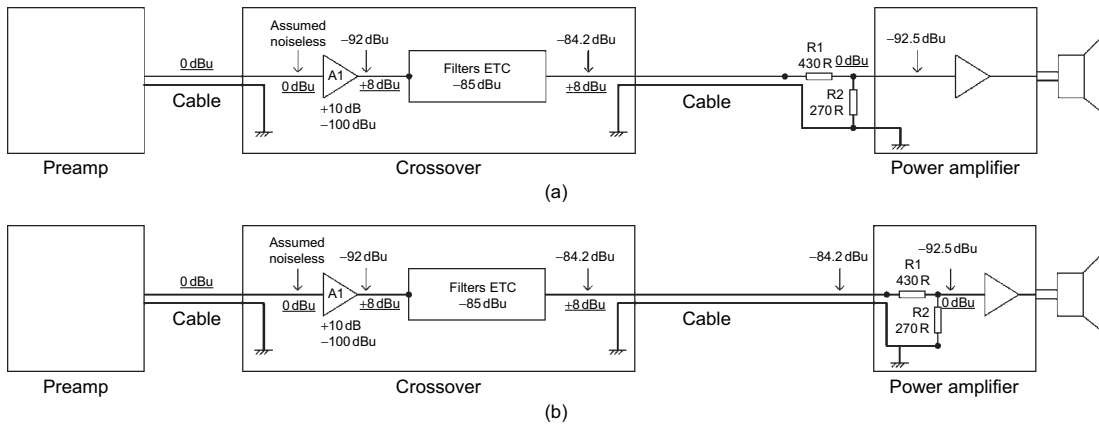 Assumed
noiseless
–92 dBu
–84.2 dBu
0 dBu
A1
0 dBu
+8 dBu
Filters ETC
–85 dBu
+8 dBu
+10 dB
–100 dBu
Cable
Cable
R1
430 R
0 dBu
–92.5 dBu
R2
270 R
Preamp
Crossover
Power amplifier
(a)
Assumed
noiseless
–92 dBu
–84.2 dBu
–84.2 dBu
–92.5 dBu
0 dBu
A1
0 dBu
+8 dBu
Filters ETC
–85 dBu
+8 dBu
+10 dB
–100 dBu
Cable
Cable
R1
430 R
0 dBu
R2
270 R
Preamp
Crossover
Power amplifier
(b)